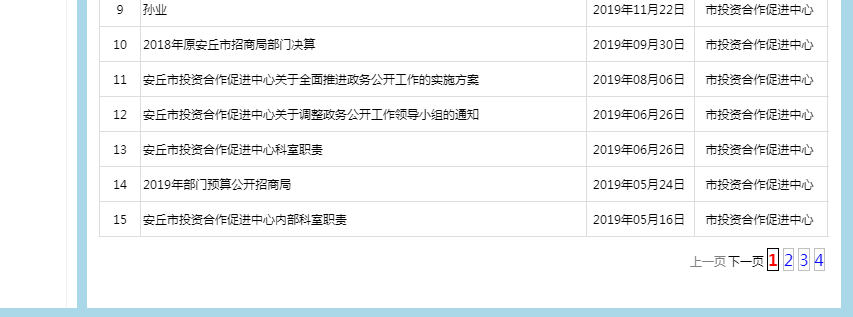 9 孙业 2019年11月22日 市投资合作促进中心
10 2018年原安丘市招商局部门决算 2019年09月30日 市投资合作促进中心
11 安丘市投资合作促进中心关于全面推进政务公开工作的实施方案 2019年08月06日 市投资合作促进中心
12 安丘市投资合作促进中心关于调整政务公开工作领导小组的通知 2019年06月26日 市投资合作促进中心
13 安丘市投资合作促进中心科室职责 2019年06月26日 市投资合作促进中心
14 2019年部门预算公开招商局 2019年05月24日 市投资合作促进中心
15 安丘市投资合作促进中心内部科室职责 2019年05月16日 市投资合作促进中心
上一页 下一页 1 2 3 4